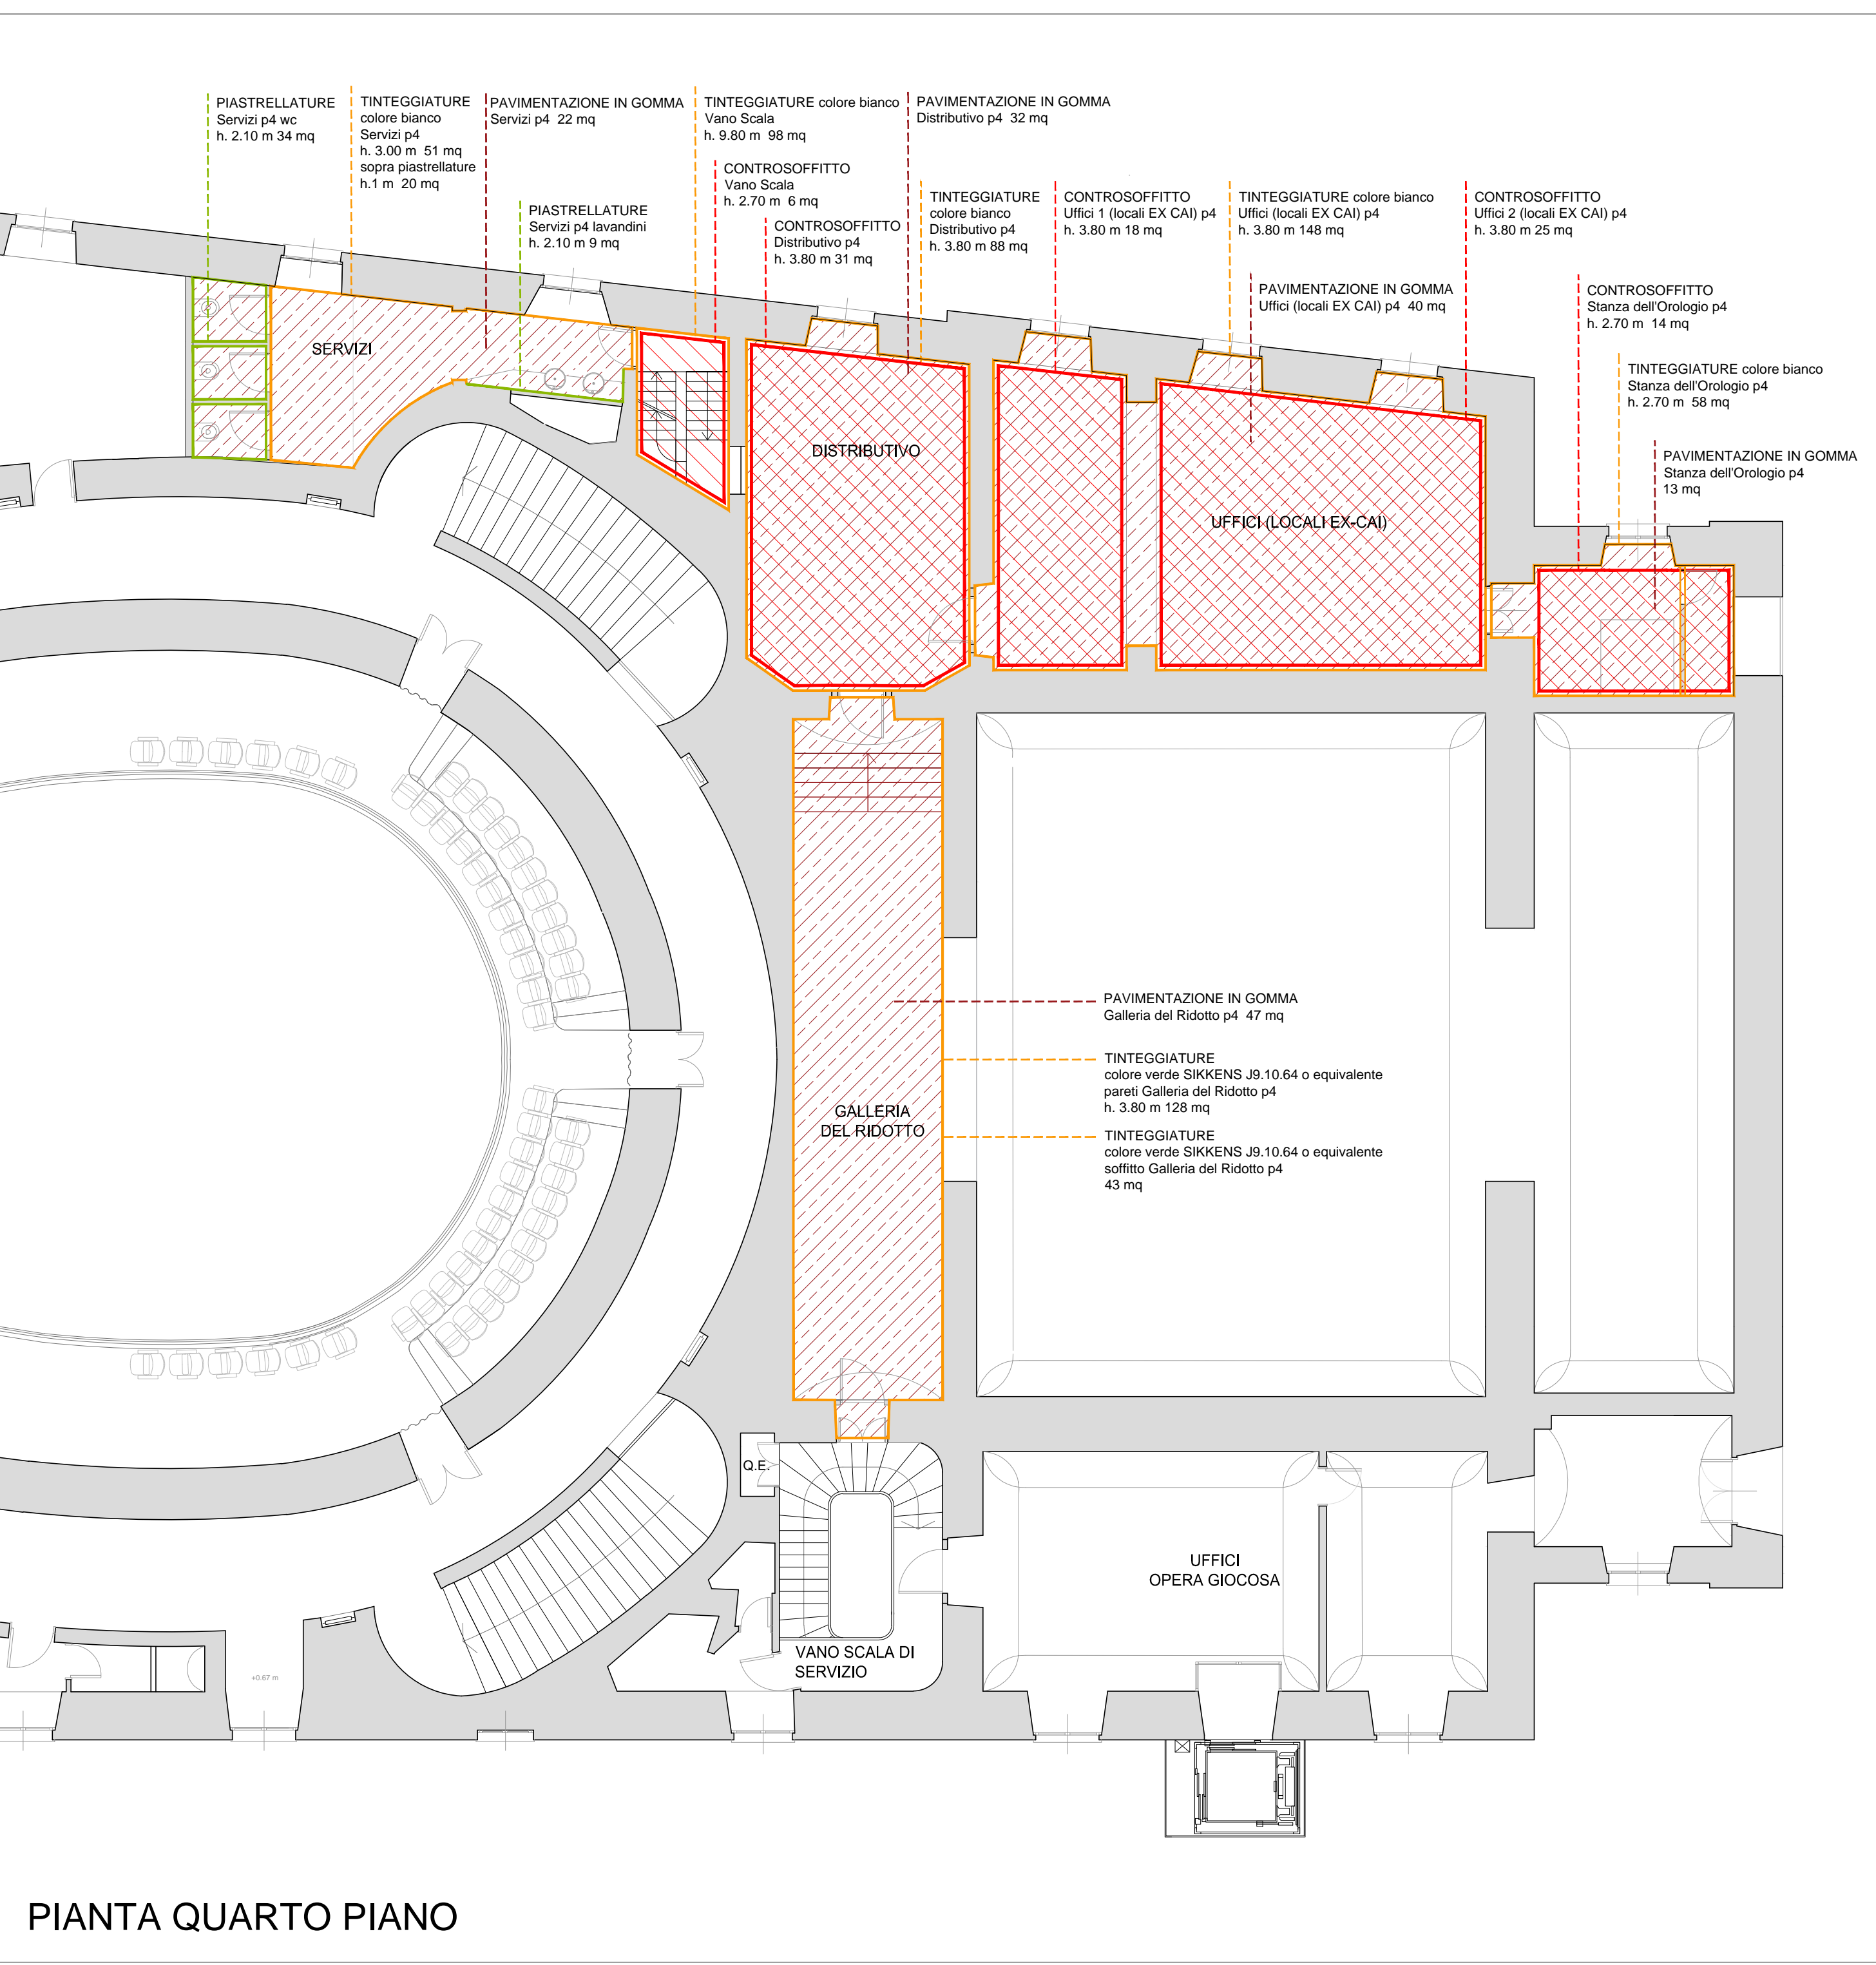 PIASTRELLATURE
Servizi p4 wc
h. 2.10 m 34 mq
TINTEGGIATURE
colore bianco
Servizi p4
h. 3.00 m  51 mq
sopra piastrellature
h.1 m  20 mq
PAVIMENTAZIONE IN GOMMA
Servizi p4  22 mq
PIASTRELLATURE
Servizi p4 lavandini
h. 2.10 m 9 mq
TINTEGGIATURE colore bianco
Vano Scala
h. 9.80 m  98 mq
CONTROSOFFITTO
Vano Scala
h. 2.70 m  6 mq
CONTROSOFFITTO
Distributivo p4
h. 3.80 m 31 mq
PAVIMENTAZIONE IN GOMMA
Distributivo p4  32 mq
TINTEGGIATURE
colore bianco
Distributivo p4
h. 3.80 m 88 mq
CONTROSOFFITTO
Uffici 1 (locali EX CAI) p4
h. 3.80 m 18 mq
TINTEGGIATURE colore bianco
Uffici (locali EX CAI) p4
h. 3.80 m 148 mq
PAVIMENTAZIONE IN GOMMA
Uffici (locali EX CAI) p4  40 mq
CONTROSOFFITTO
Uffici 2 (locali EX CAI) p4
h. 3.80 m 25 mq
CONTROSOFFITTO
Stanza dell'Orologio p4
h. 2.70 m  14 mq
TINTEGGIATURE colore bianco
Stanza dell'Orologio p4
h. 2.70 m  58 mq
PAVIMENTAZIONE IN GOMMA
Stanza dell'Orologio p4
13 mq
SERVIZI
DISTRIBUTIVO
UFFICI (LOCALI EX-CAI)
PAVIMENTAZIONE IN GOMMA
Galleria del Ridotto p4  47 mq
TINTEGGIATURE
colore verde SIKKENS J9.10.64 o equivalente
pareti Galleria del Ridotto p4
h. 3.80 m 128 mq
GALLERIA
DEL RIDOTTO
TINTEGGIATURE
colore verde SIKKENS J9.10.64 o equivalente
soffitto Galleria del Ridotto p4
43 mq
Q.E.
UFFICI
OPERA GIOCOSA
VANO SCALA DI
SERVIZIO
+0.67 m
PIANTA QUARTO PIANO